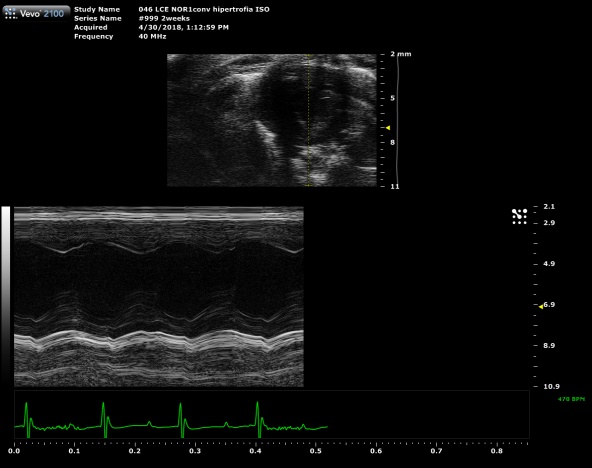 Vevo 2100
Study Name 046 LCE NOR1conv hipertrofia ISO
Series Name #999 2weeks
Acquired 4/30/2018, 1:12:59 PM
Frequency 40 MHz
2 mm
5
8
11
2.1
2.9
4.9
6.9
8.9
10.9
470 BPM
0.0 0.1 0.2 0.3 0.4 0.5 0.6 0.7 0.8